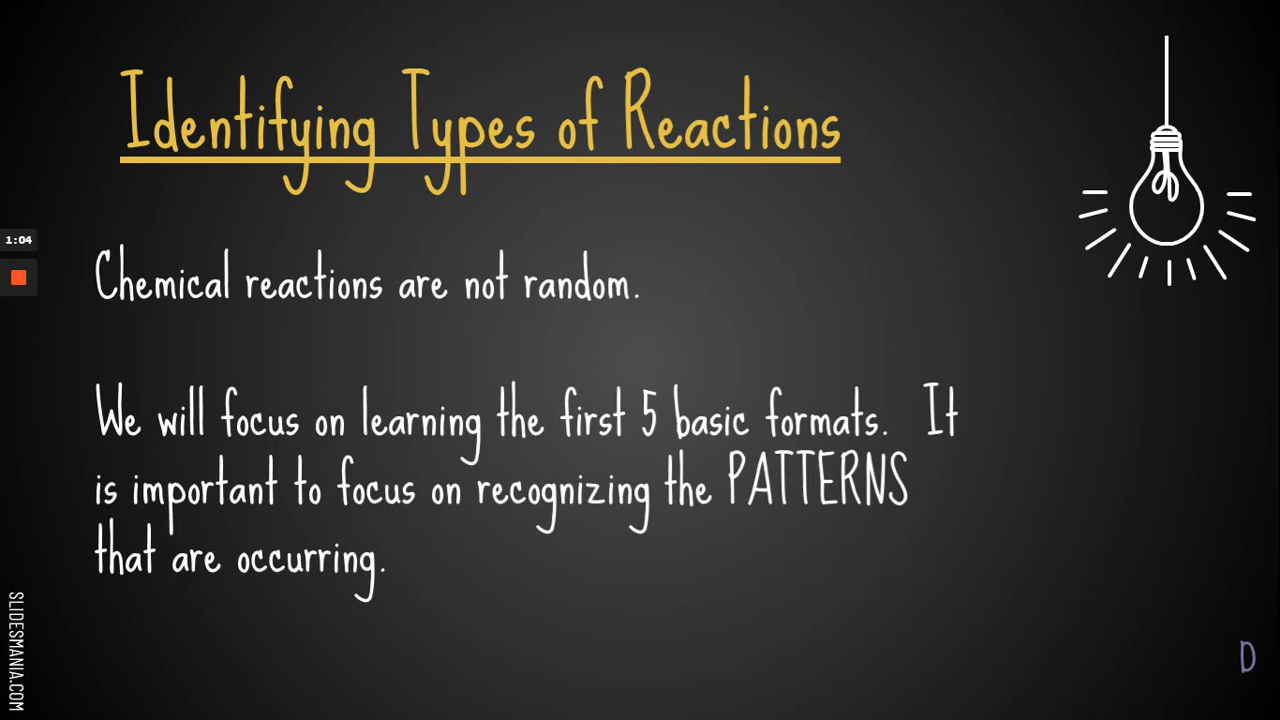 Identifying Types of Reactions
1:04
Chemical reactions are not random.
We will focus on learning the first 5 basic formats. It
is important to focus on recognizing the PATTERNS
that are occurring.
SLIDESMANIA.COM
D